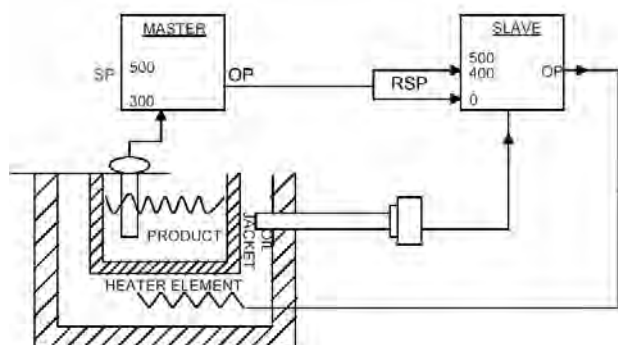 MASTER
SP 500 OP
300
SLAVE
500
400 OP
RSP
0
PRODUCT
JACKET
OIL
HEATER ELEMENT